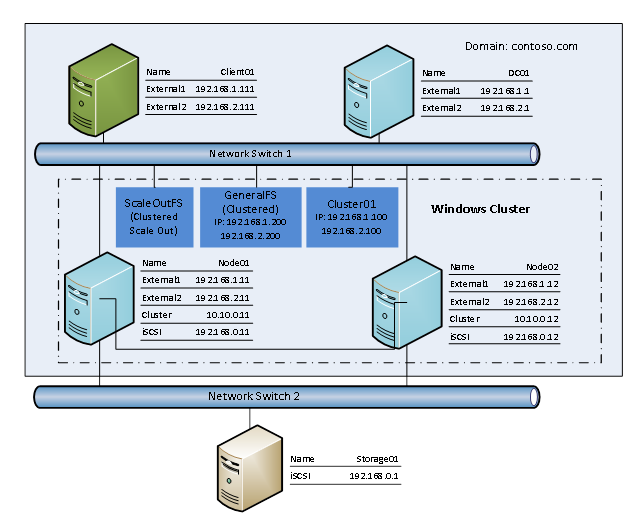 Domain: contoso.com
Name Client01
External1 192.168.1.111
External2 192.168.2.111
Name DC01
External1 192.168.1.1
External2 192.168.2.1
Network Switch 1
ScaleOutFS
(Clustered
Scale Out)
GeneralFS
(Clustered)
IP: 192.168.1.200
192.168.2.200
Cluster01
IP: 192.168.1.100
192.168.2.100
Windows Cluster
Name Node01
External1 192.168.1.11
External2 192.168.2.11
Cluster 10.10.0.11
iSCSI 192.168.0.11
Name Node02
External1 192.168.1.12
External2 192.168.2.12
Cluster 10.10.0.12
iSCSI 192.168.0.12
Network Switch 2
Name Storage01
iSCSI 192.168.0.1